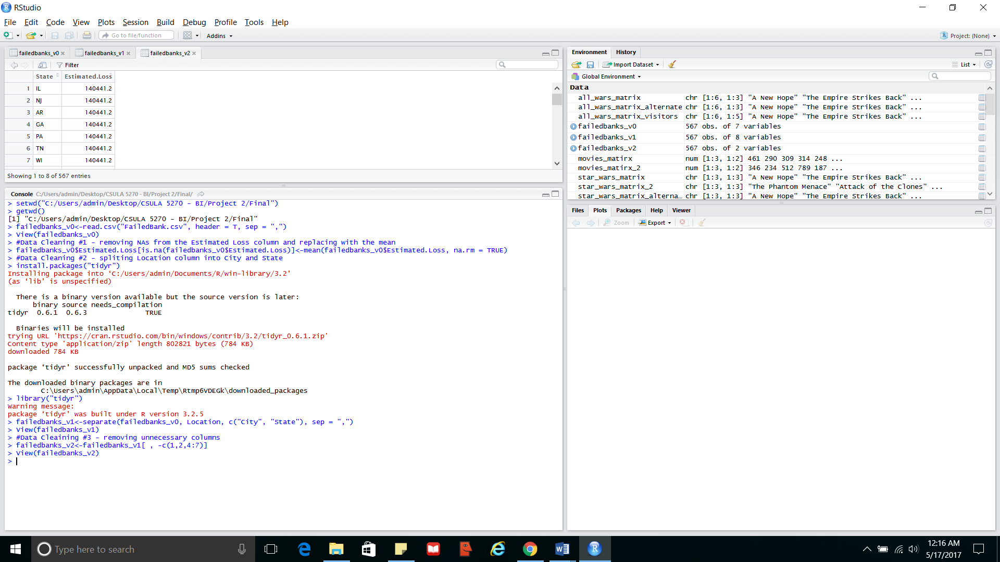 RStudio
File Edit Code View Plots Session Build Debug Profile Tools Help
Go to file/function Addins Project: (None)
failedbanks_v0 failedbanks_v1 failedbanks_v2
Filter
State Estimated.Loss
1 IL 140441.2
2 NJ 140441.2
3 AR 140441.2
4 GA 140441.2
5 PA 140441.2
6 TN 140441.2
7 WI 140441.2
Showing 1 to 8 of 567 entries
Console C:/Users/admin/Desktop/CSULA 5270 - BI/Project 2/Final/
> setwd("C:/Users/admin/Desktop/CSULA 5270 - BI/Project 2/Final")
> getwd()
[1] "C:/Users/admin/Desktop/CSULA 5270 - BI/Project 2/Final"
> failedbanks_v0<-read.csv("FailedBank.csv", header = T, sep = ",")
> View(failedbanks_v0)
> #Data Cleaning #1 - removing NAs from the Estimated Loss column and replacing with the mean
> failedbanks_v0$Estimated.Loss[is.na(failedbanks_v0$Estimated.Loss)]<-mean(failedbanks_v0$Estimated.Loss, na.rm = TRUE)
> #Data Cleaning #2 - spliting Location column into City and State
> install.packages("tidyr")
Installing package into ‘C:/Users/admin/Documents/R/win-library/3.2’
(as ‘lib’ is unspecified)
There is a binary version available but the source version is later:
binary source needs_compilation
tidyr 0.6.1 0.6.3 TRUE
Binaries will be installed
trying URL 'https://cran.rstudio.com/bin/windows/contrib/3.2/tidyr_0.6.1.zip'
Content type 'application/zip' length 802821 bytes (784 KB)
downloaded 784 KB
package ‘tidyr’ successfully unpacked and MD5 sums checked
The downloaded binary packages are in
C:\Users\admin\AppData\Local\Temp\Rtmp6VDEGk\downloaded_packages
> library("tidyr")
Warning message:
package ‘tidyr’ was built under R version 3.2.5
> failedbanks_v1<-separate(failedbanks_v0, Location, c("City", "State"), sep = ",")
> View(failedbanks_v1)
> #Data Cleaining #3 - removing unnecessary columns
> failedbanks_v2<-failedbanks_v1[ , -c(1,2,4:7)]
> View(failedbanks_v2)
>
Environment History
Import Dataset List
Global Environment
Data
all_wars_matrix chr [1:6, 1:3] "A New Hope" "The Empire Strikes Back" ...
all_wars_matrix_alternate chr [1:6, 1:3] "A New Hope" "The Empire Strikes Back" ...
all_wars_matrix_visitors chr [1:6, 1:5] "A New Hope" "The Empire Strikes Back" ...
failedbanks_v0 567 obs. of 7 variables
failedbanks_v1 567 obs. of 8 variables
failedbanks_v2 567 obs. of 2 variables
movies_matirx num [1:3, 1:2] 461 290 309 314 248 ...
movies_matirx_2 num [1:3, 1:2] 346 234 512 789 187 ...
star_wars_matrix chr [1:3, 1:3] "A New Hope" "The Empire Strikes Back" ...
star_wars_matrix_2 chr [1:3, 1:3] "The Phantom Menace" "Attack of the Clones" ...
star_wars_matrix_alterna… chr [1:3, 1:3] "A New Hope" "The Empire Strikes Back" ...
Files Plots Packages Help Viewer
Zoom Export
Type here to search
12:16 AM
5/17/2017